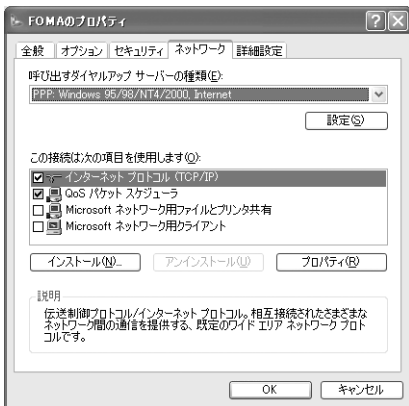 FOMAのプロパティ
全般 オプション セキュリティ ネットワーク 詳細設定
呼び出すダイヤルアップ サーバーの種類(E):
PPP: Windows 95/98/NT4/2000, Internet
設定(S)
この接続は次の項目を使用します(O):
インターネット プロトコル (TCP/IP)
QoS パケット スケジューラ
Microsoft ネットワーク用ファイルとプリンタ共有
Microsoft ネットワーク用クライアント
インストール(N)... アンインストール(U) プロパティ(R)
説明
伝送制御プロトコル/インターネット プロトコル。相互接続されたさまざまな
ネットワーク間の通信を提供する、既定のワイド エリア ネットワーク プロト
コルです。
OK キャンセル